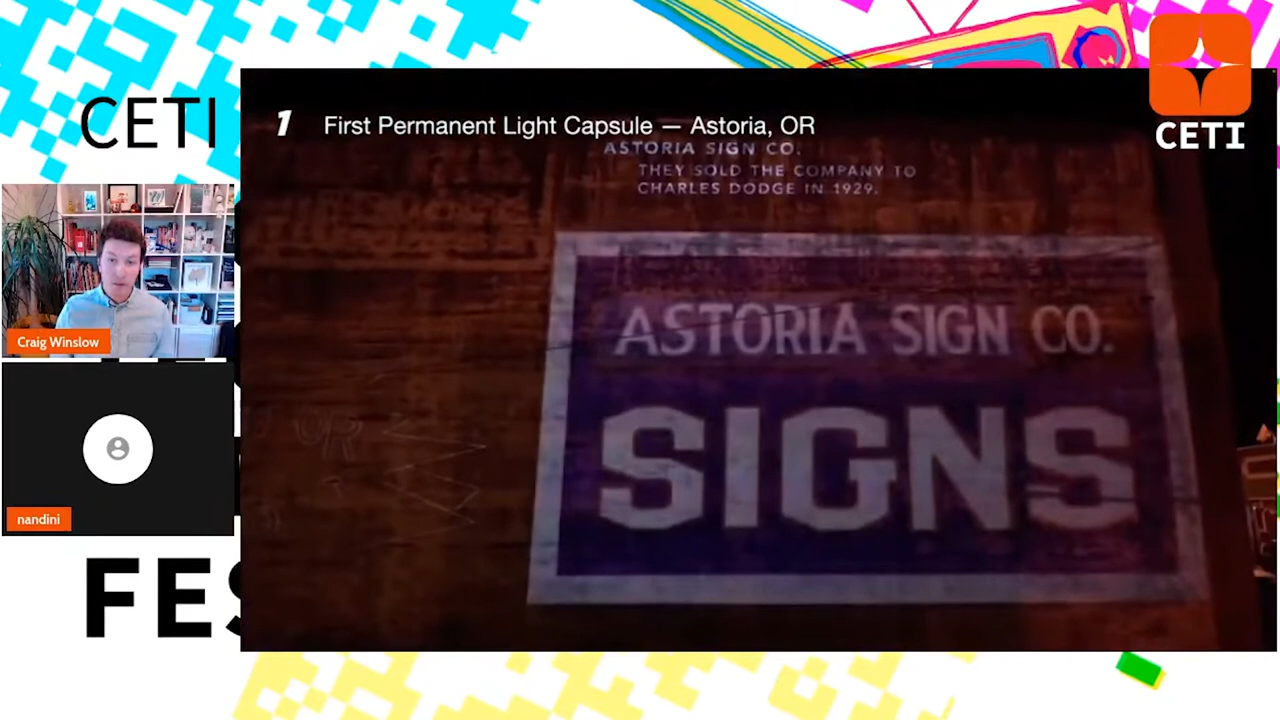 CETI
FES
Craig Winslow
nandini
1 First Permanent Light Capsule — Astoria, OR
ASTORIA SIGN CO.
THEY SOLD THE COMPANY TO
CHARLES DODGE IN 1929.
ASTORIA SIGN CO.
SIGNS
OR
CETI